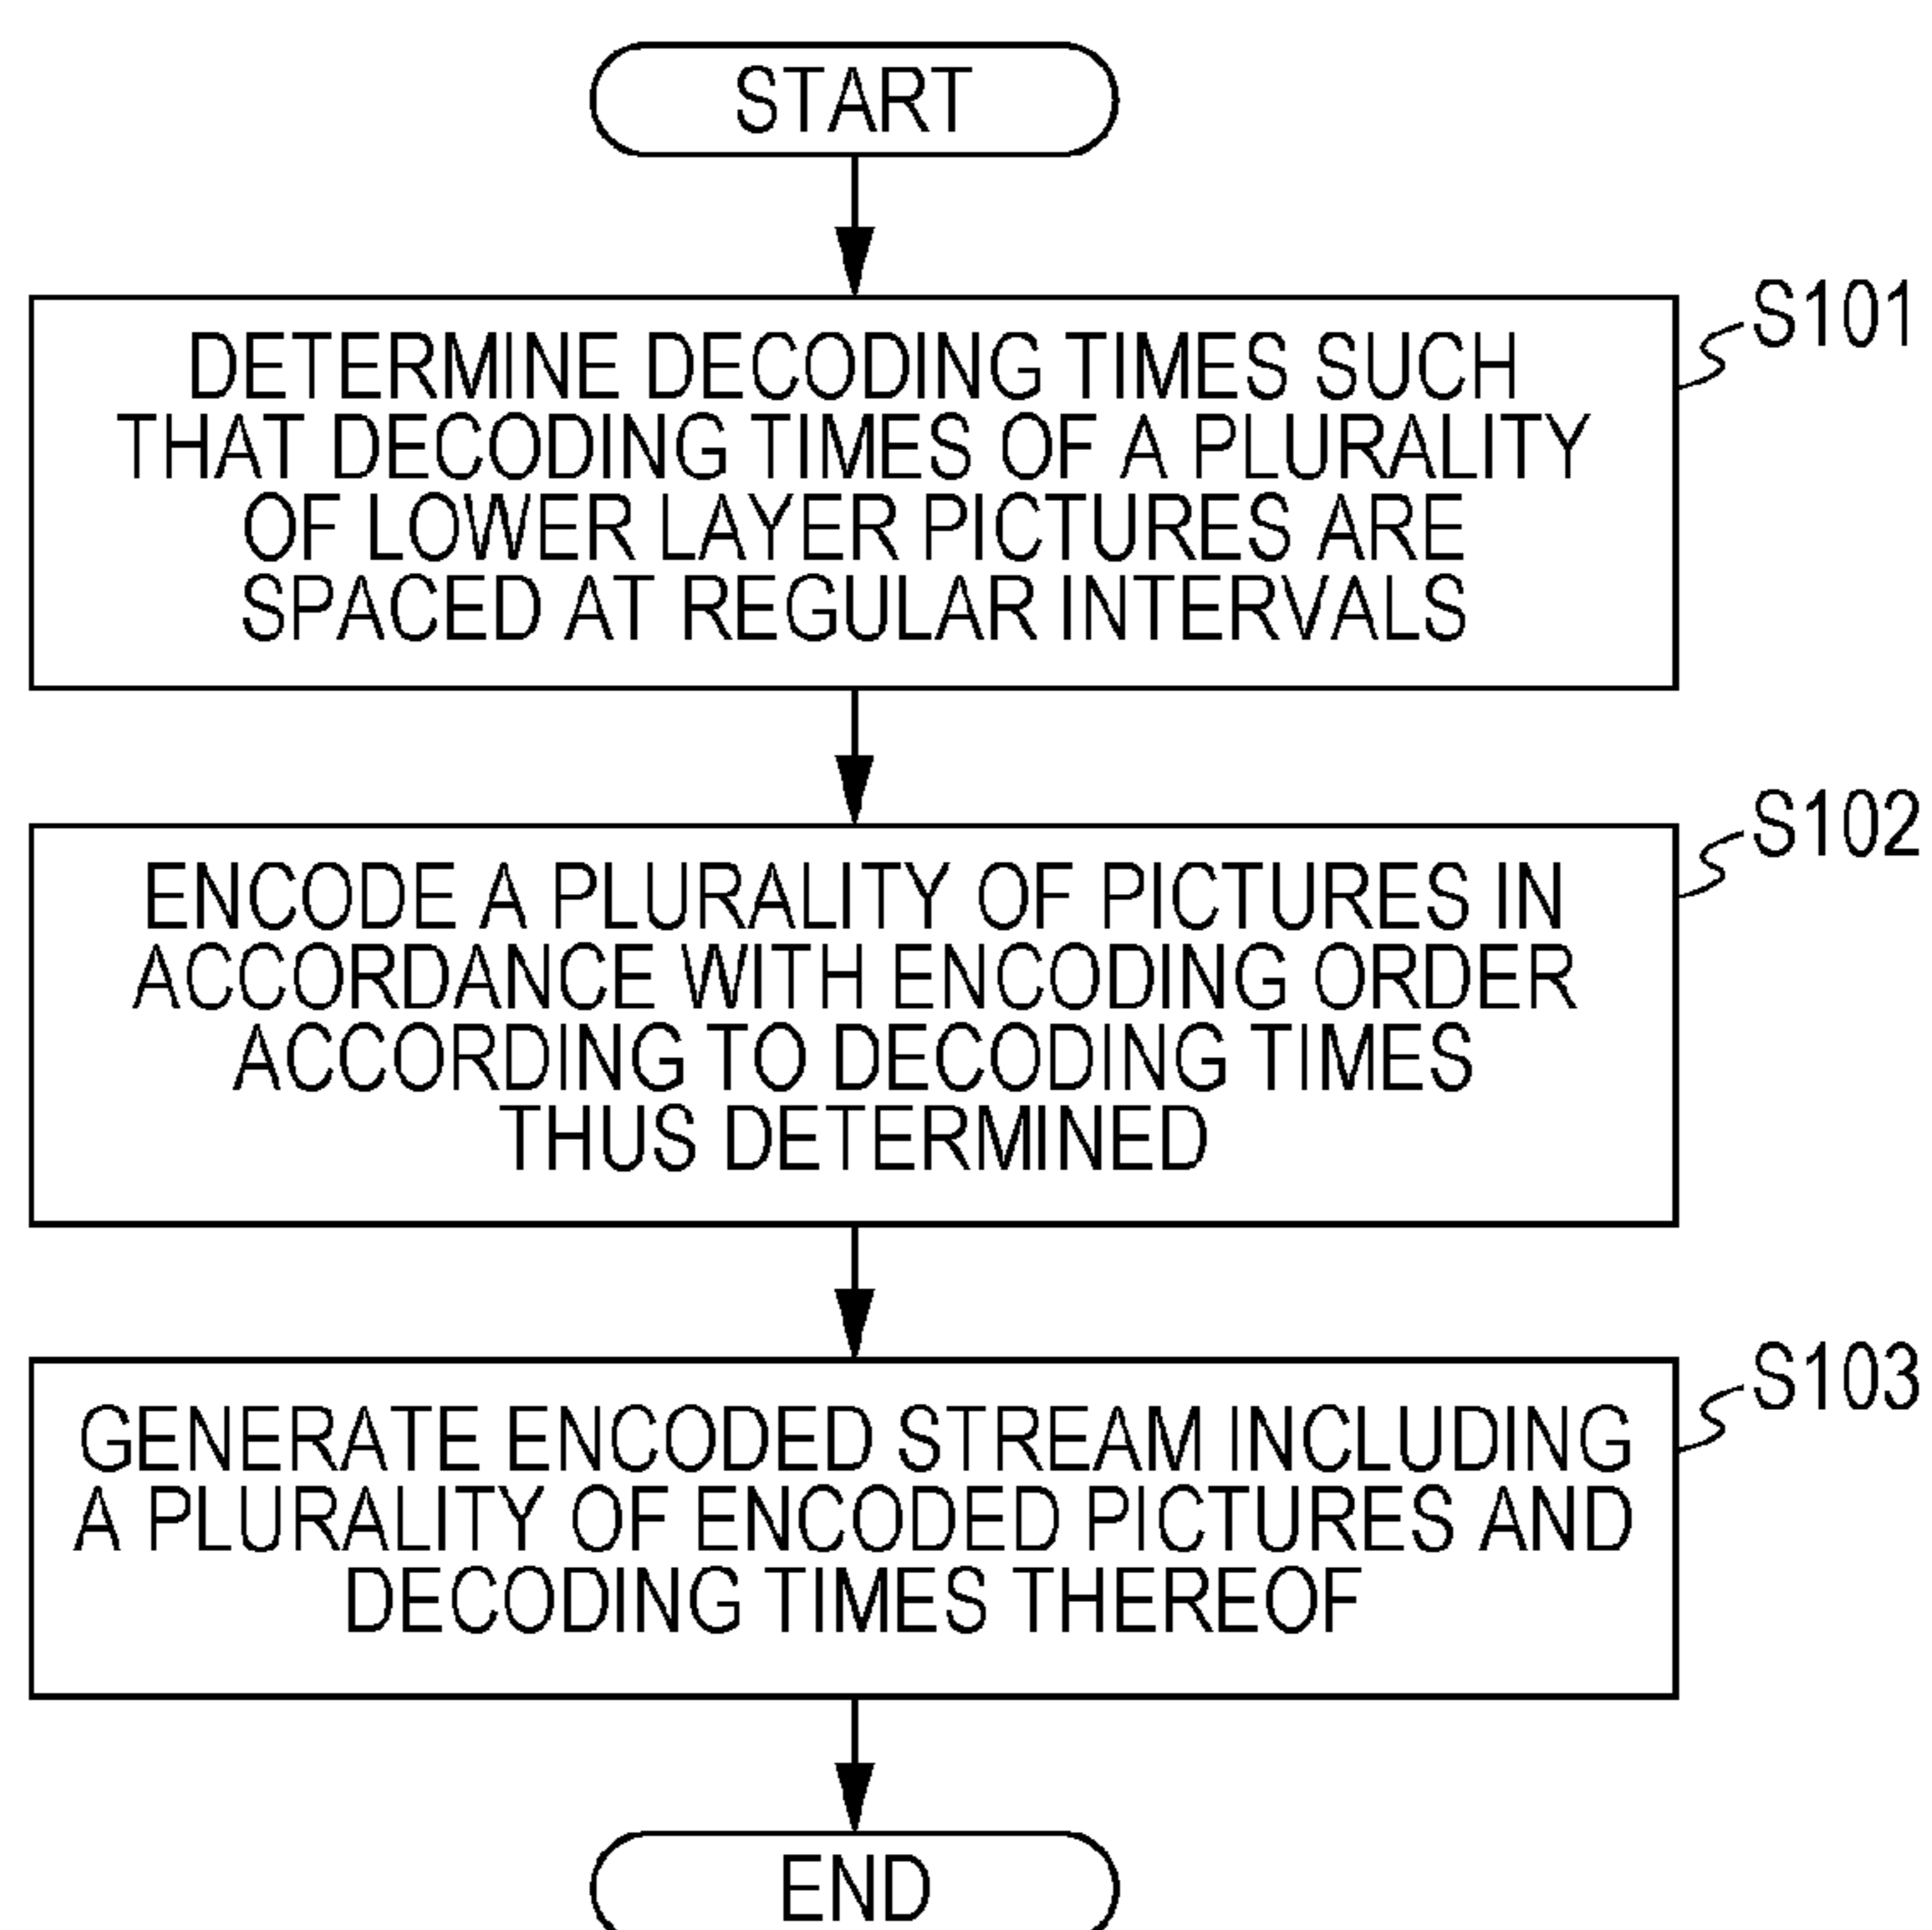 START
S101
DETERMINE DECODING TIMES SUCH
THAT DECODING TIMES OF A PLURALITY
OF LOWER LAYER PICTURES ARE
SPACED AT REGULAR INTERVALS
S102
ENCODE A PLURALITY OF PICTURES IN
ACCORDANCE WITH ENCODING ORDER
ACCORDING TO DECODING TIMES
THUS DETERMINED
S103
GENERATE ENCODED STREAM INCLUDING
A PLURALITY OF ENCODED PICTURES AND
DECODING TIMES THEREOF
END